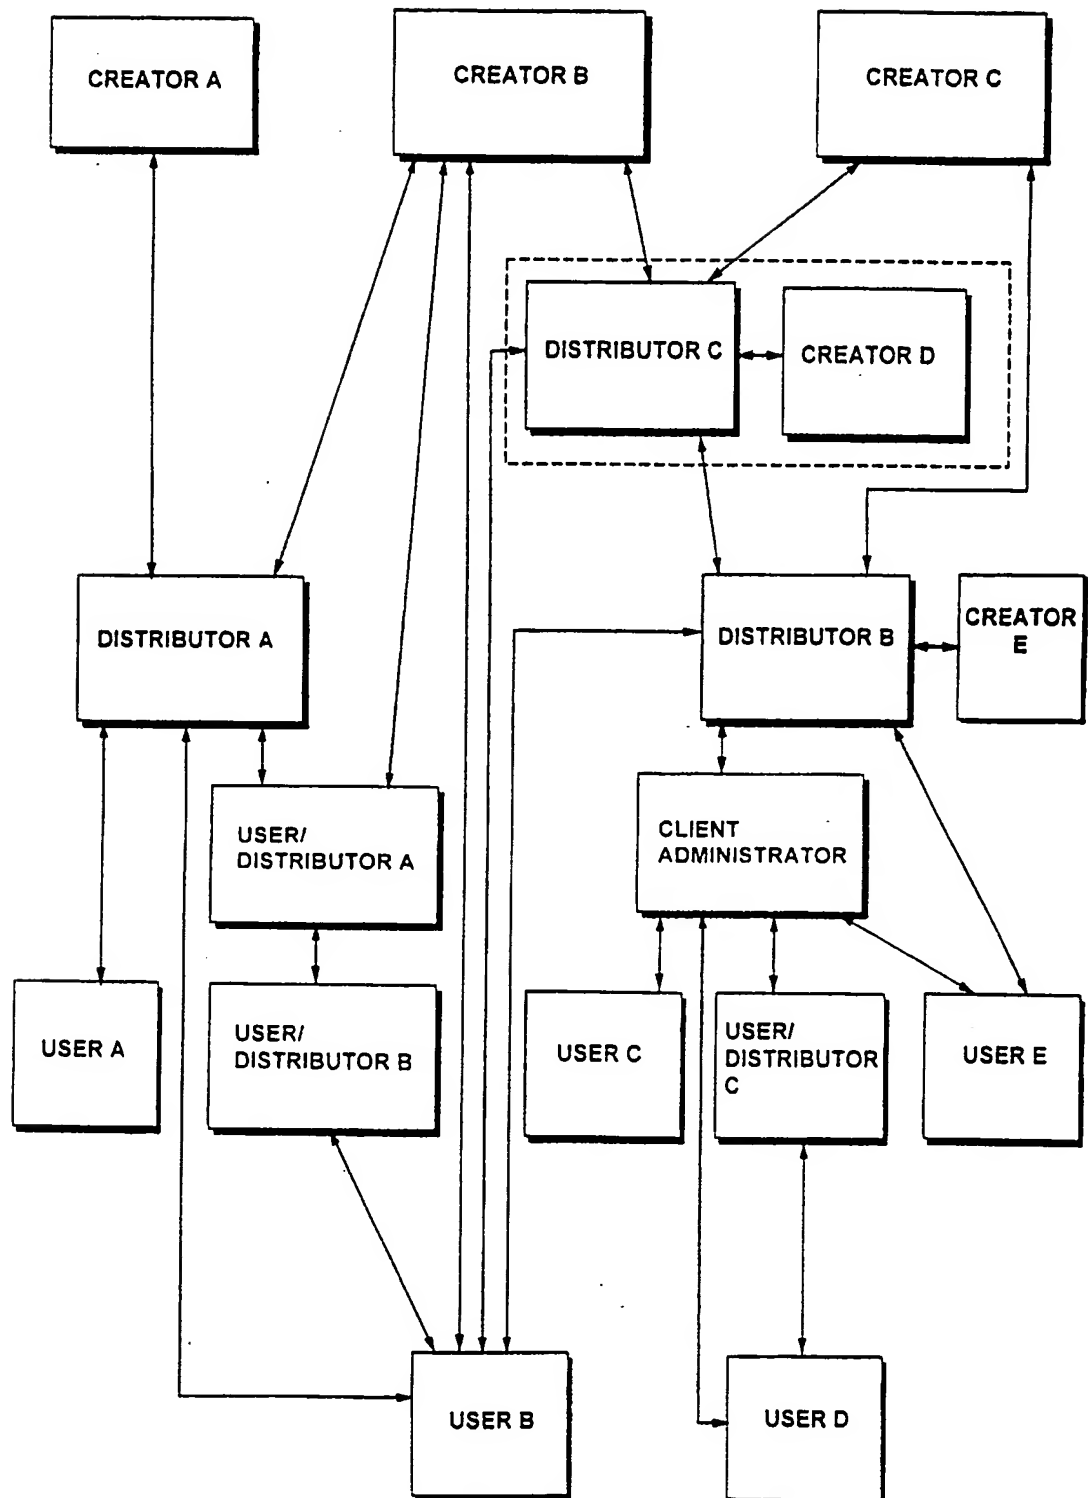 CREATOR A
CREATOR B
CREATOR C
DISTRIBUTOR C
CREATOR D
DISTRIBUTOR A
DISTRIBUTOR B
CREATOR
E
USER/
DISTRIBUTOR A
CLIENT
ADMINISTRATOR
USER A
USER/
DISTRIBUTOR B
USER C
USER/
DISTRIBUTOR
C
USER E
USER B
USER D